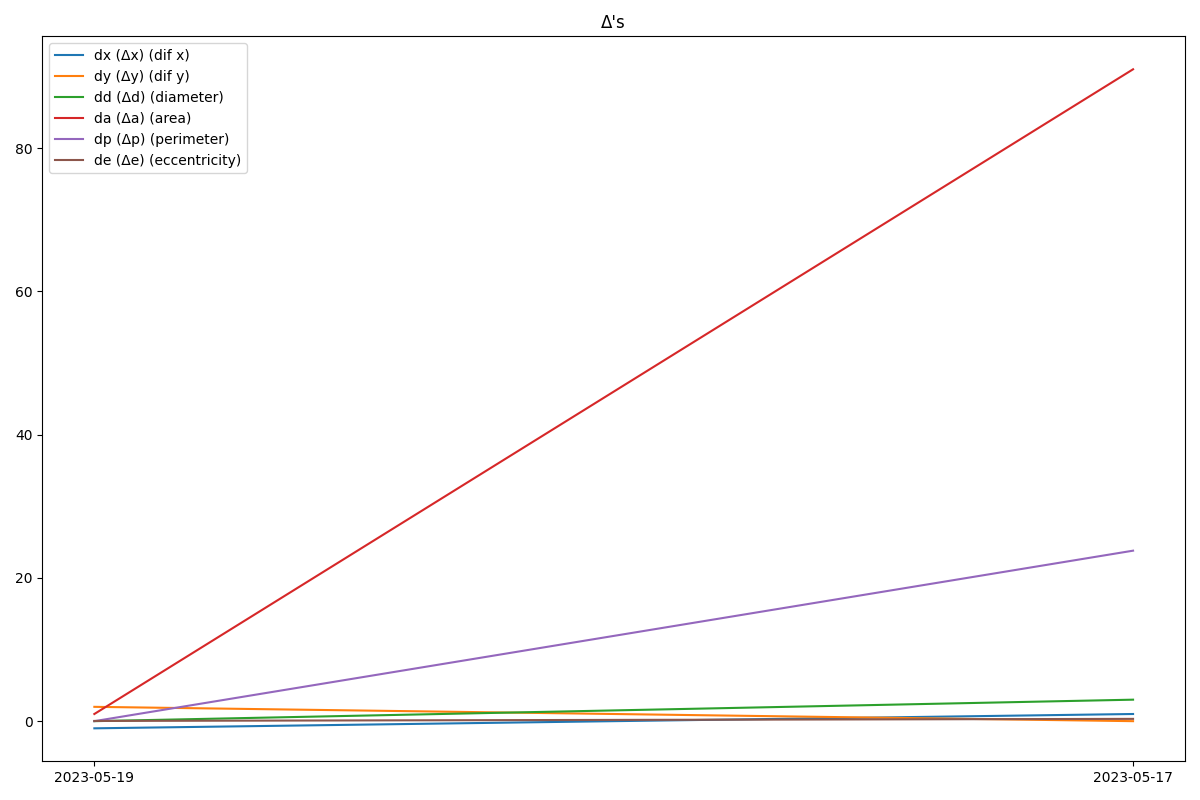 Δ's
dx (Δx) (dif x)
dy (Δy) (dif y)
dd (Δd) (diameter)
da (Δa) (area)
dp (Δp) (perimeter)
de (Δe) (eccentricity)
80
60
40
20
0
2023-05-19
2023-05-17